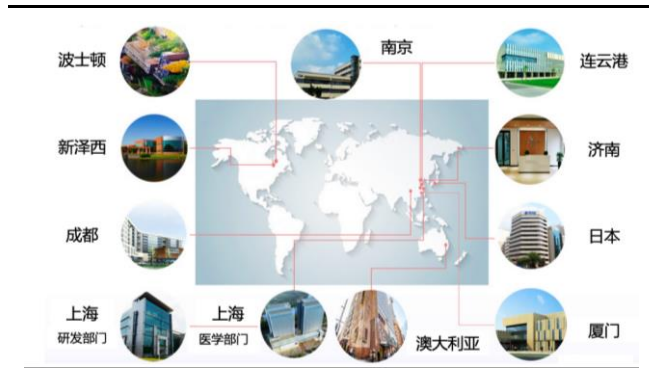 波士顿
南京
连云港
新泽西
济南
成都
日本
上海
研发部门
上海
医学部门
澳大利亚
厦门